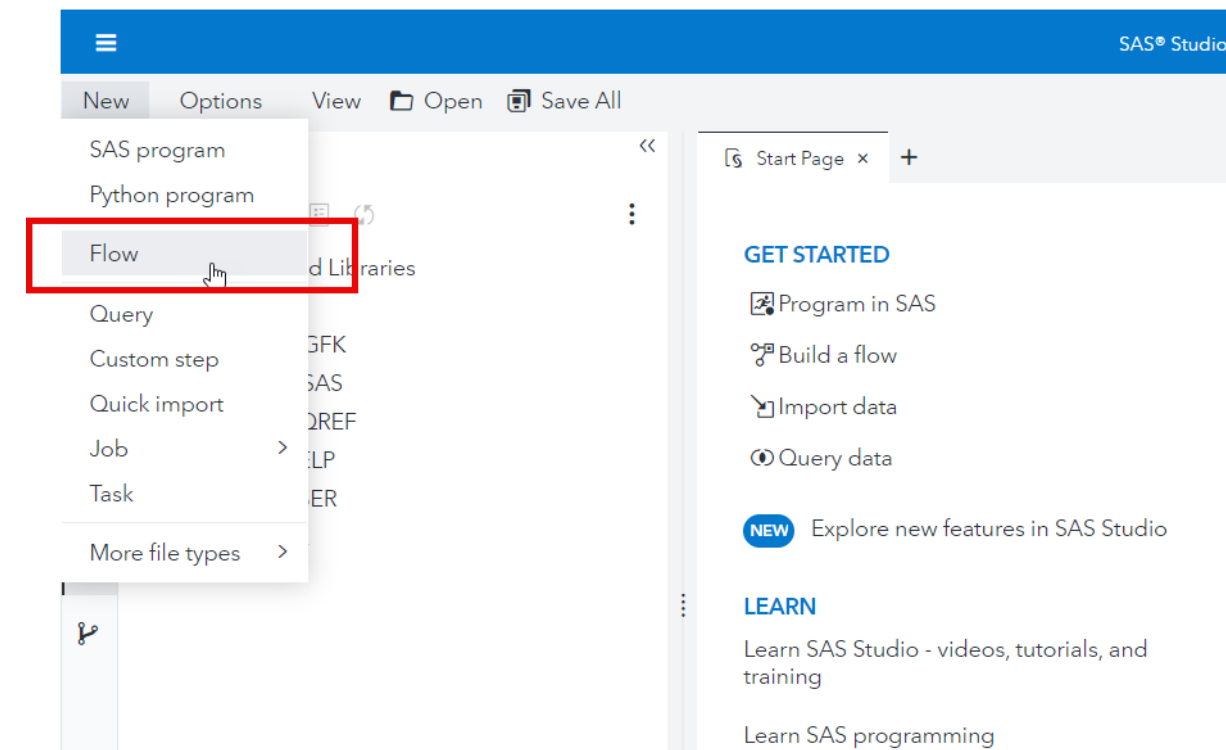 SAS® Studio
New Options View Open Save All
SAS program
Python program
Flow
Query
Custom step
Quick import
Job
Task
More file types
Libraries
Start Page
GET STARTED
Program in SAS
Build a flow
Import data
Query data
NEW Explore new features in SAS Studio
LEARN
Learn SAS Studio - videos, tutorials, and
training
Learn SAS programming